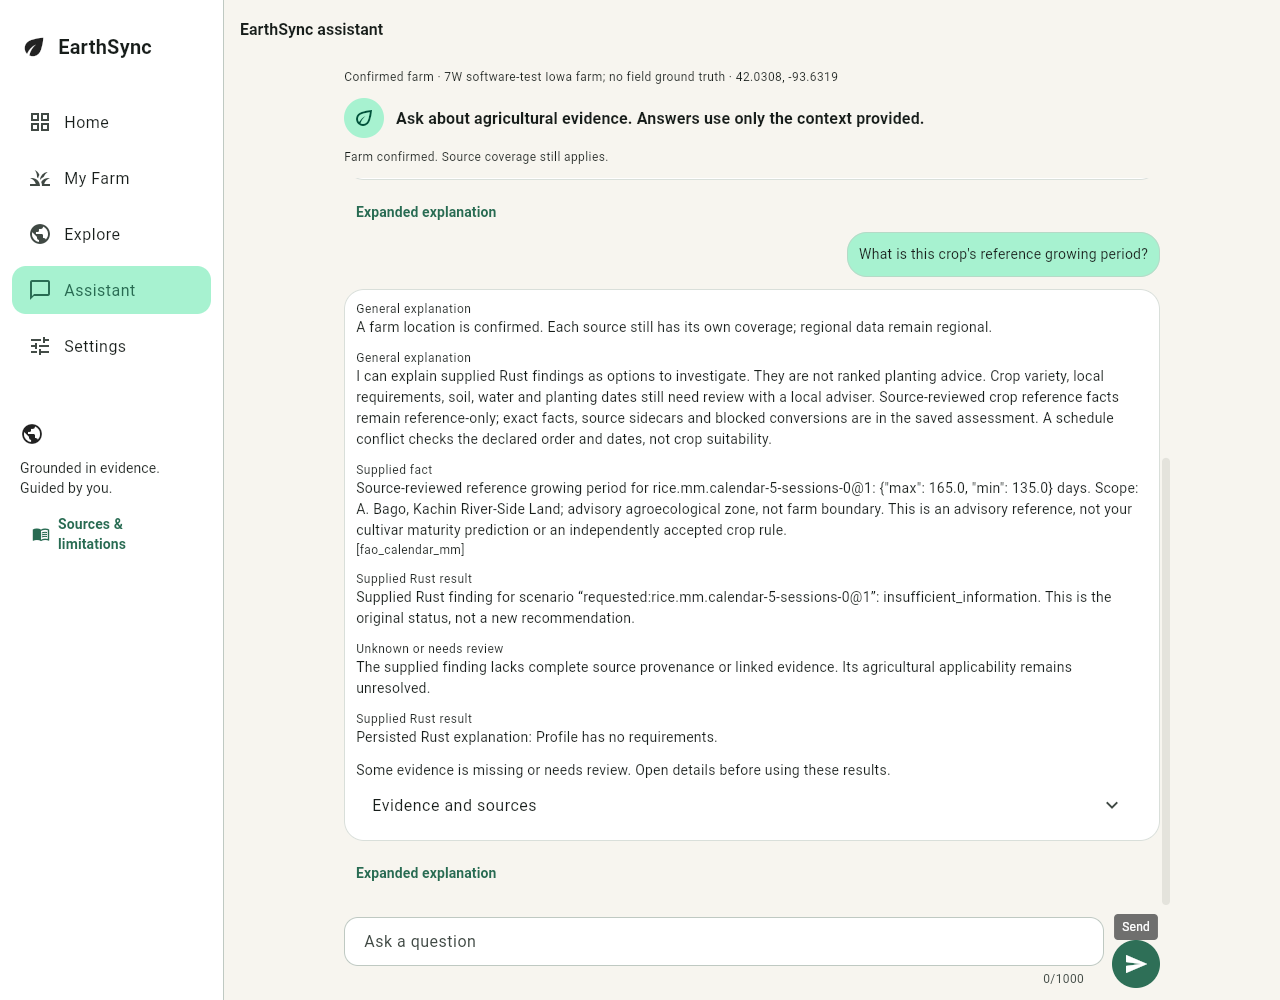 EarthSync
Home
My Farm
Explore
Assistant
Settings
Grounded in evidence.
Guided by you.
Sources &
limitations
EarthSync assistant
Confirmed farm · 7W software-test Iowa farm; no field ground truth · 42.0308, -93.6319
Ask about agricultural evidence. Answers use only the context provided.
Farm confirmed. Source coverage still applies.
Expanded explanation
What is this crop's reference growing period?
General explanation
A farm location is confirmed. Each source still has its own coverage; regional data remain regional.
General explanation
I can explain supplied Rust findings as options to investigate. They are not ranked planting advice. Crop variety, local
requirements, soil, water and planting dates still need review with a local adviser. Source-reviewed crop reference facts
remain reference-only; exact facts, source sidecars and blocked conversions are in the saved assessment. A schedule
conflict checks the declared order and dates, not crop suitability.
Supplied fact
Source-reviewed reference growing period for rice.mm.calendar-5-sessions-0@1: {"max": 165.0, "min": 135.0} days. Scope:
A. Bago, Kachin River-Side Land; advisory agroecological zone, not farm boundary. This is an advisory reference, not your
cultivar maturity prediction or an independently accepted crop rule.
[fao_calendar_mm]
Supplied Rust result
Supplied Rust finding for scenario “requested:rice.mm.calendar-5-sessions-0@1”: insufficient_information. This is the
original status, not a new recommendation.
Unknown or needs review
The supplied finding lacks complete source provenance or linked evidence. Its agricultural applicability remains
unresolved.
Supplied Rust result
Persisted Rust explanation: Profile has no requirements.
Some evidence is missing or needs review. Open details before using these results.
Evidence and sources
Expanded explanation
Ask a question
Send
0/1000